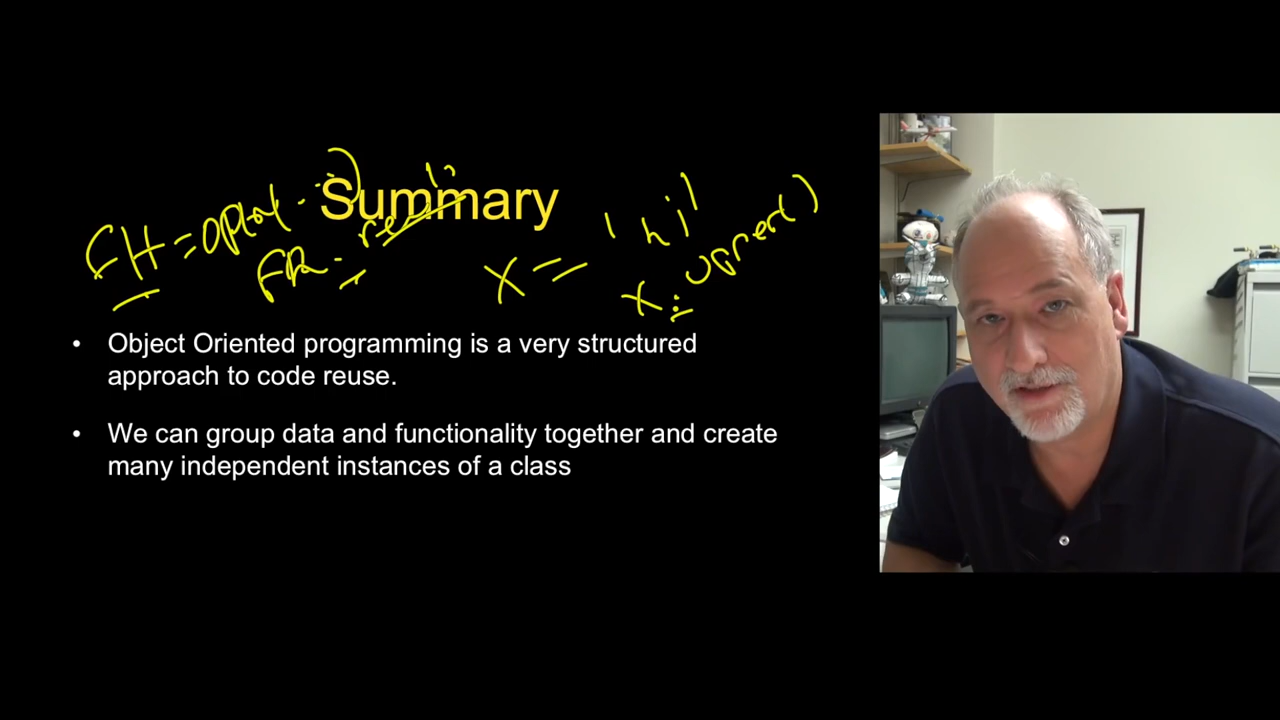 Summary
x = 'hi'
x.upper()
• Object Oriented programming is a very structured
approach to code reuse.
• We can group data and functionality together and create
many independent instances of a class